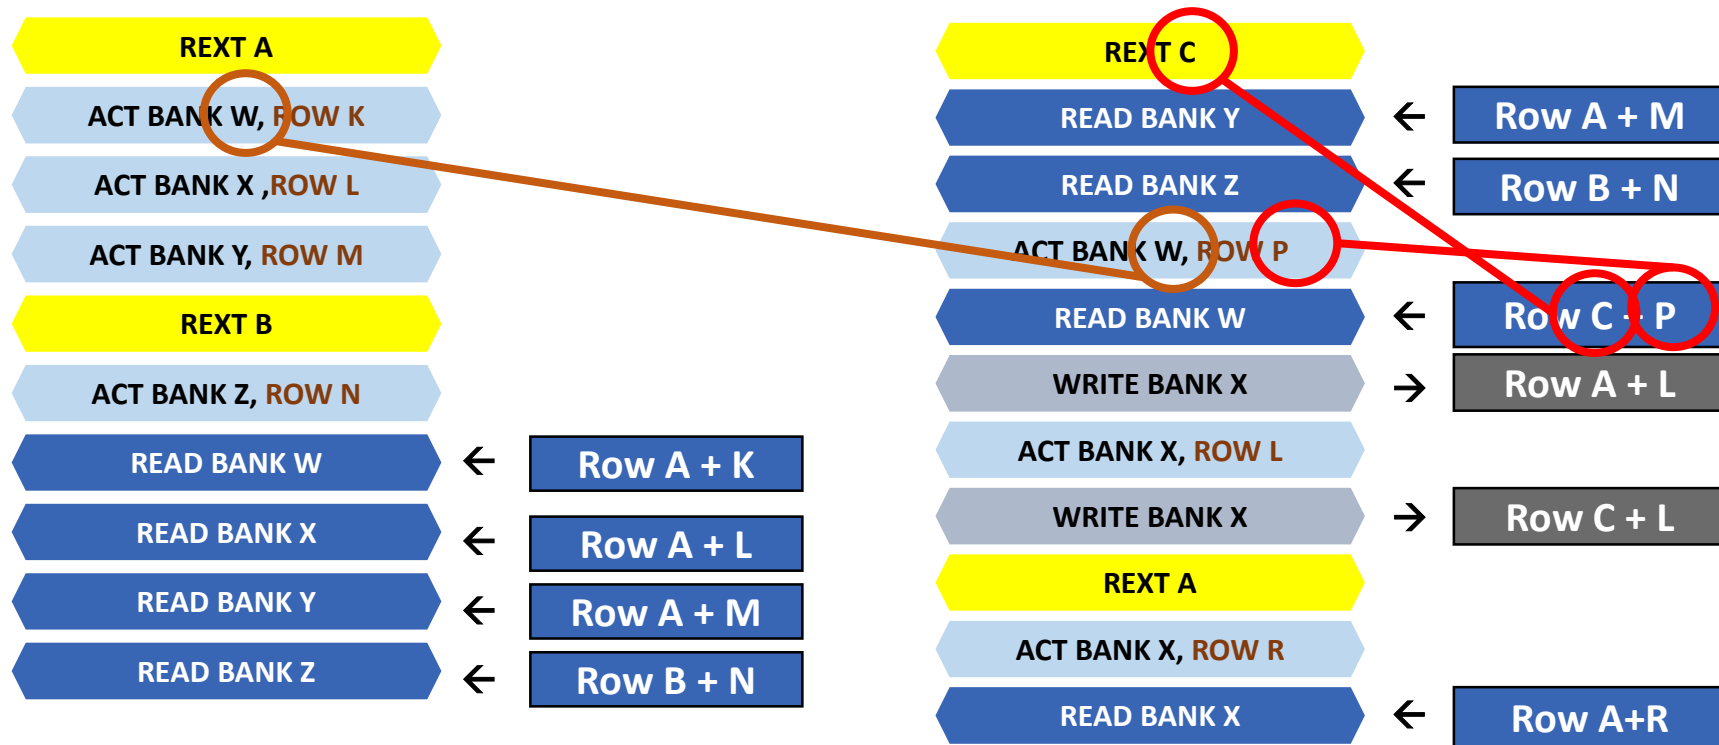 REXT A
ACT BANK W, ROW K
ACT BANK X ,ROW L
ACT BANK Y, ROW M
REXT B
ACT BANK Z, ROW N
READ BANK W
← Row A + K
READ BANK X
← Row A + L
READ BANK Y
← Row A + M
READ BANK Z
← Row B + N
REXT C
READ BANK Y
← Row A + M
READ BANK Z
← Row B + N
ACT BANK W, ROW P
READ BANK W
← Row C + P
WRITE BANK X
→ Row A + L
ACT BANK X, ROW L
WRITE BANK X
→ Row C + L
REXT A
ACT BANK X, ROW R
READ BANK X
← Row A+R